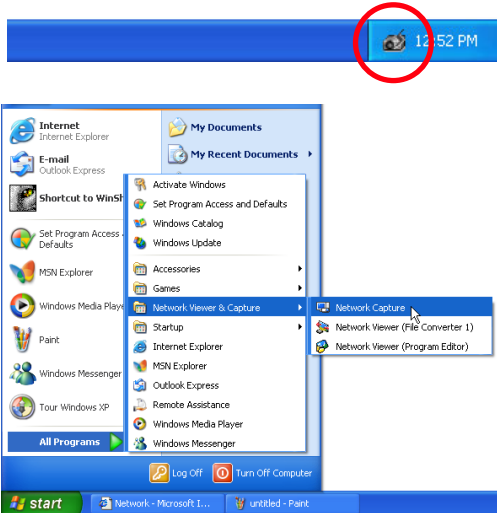 12:52 PM
Internet
Internet Explorer
E-mail
Outlook Express
Shortcut to WinSh
Set Program Access
Defaults
MSN Explorer
Windows Media Playe
Paint
Windows Messenger
Tour Windows XP
All Programs
My Documents
My Recent Documents
Activate Windows
Set Program Access and Defaults
Windows Catalog
Windows Update
Accessories
Games
Network Viewer & Capture
Startup
Internet Explorer
MSN Explorer
Outlook Express
Remote Assistance
Windows Media Player
Windows Messenger
Network Capture
Network Viewer (File Converter 1)
Network Viewer (Program Editor)
Log Off
Turn Off Computer
start
Network - Microsoft I...
untitled - Paint